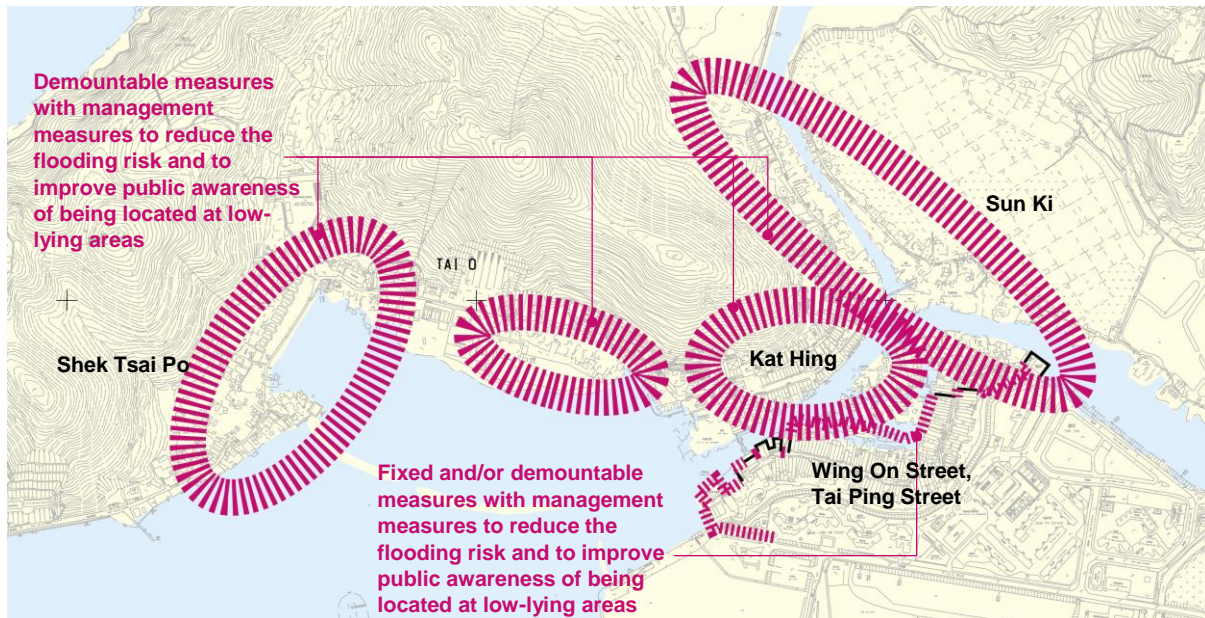 Demountable measures
with management
measures to reduce the
flooding risk and to
improve public awareness
of being located at low-
lying areas
Sun Ki
TAI O
Shek Tsai Po
Kat Hing
Wing On Street,
Tai Ping Street
Fixed and/or demountable
measures with management
measures to reduce the
flooding risk and to improve
public awareness of being
located at low-lying areas